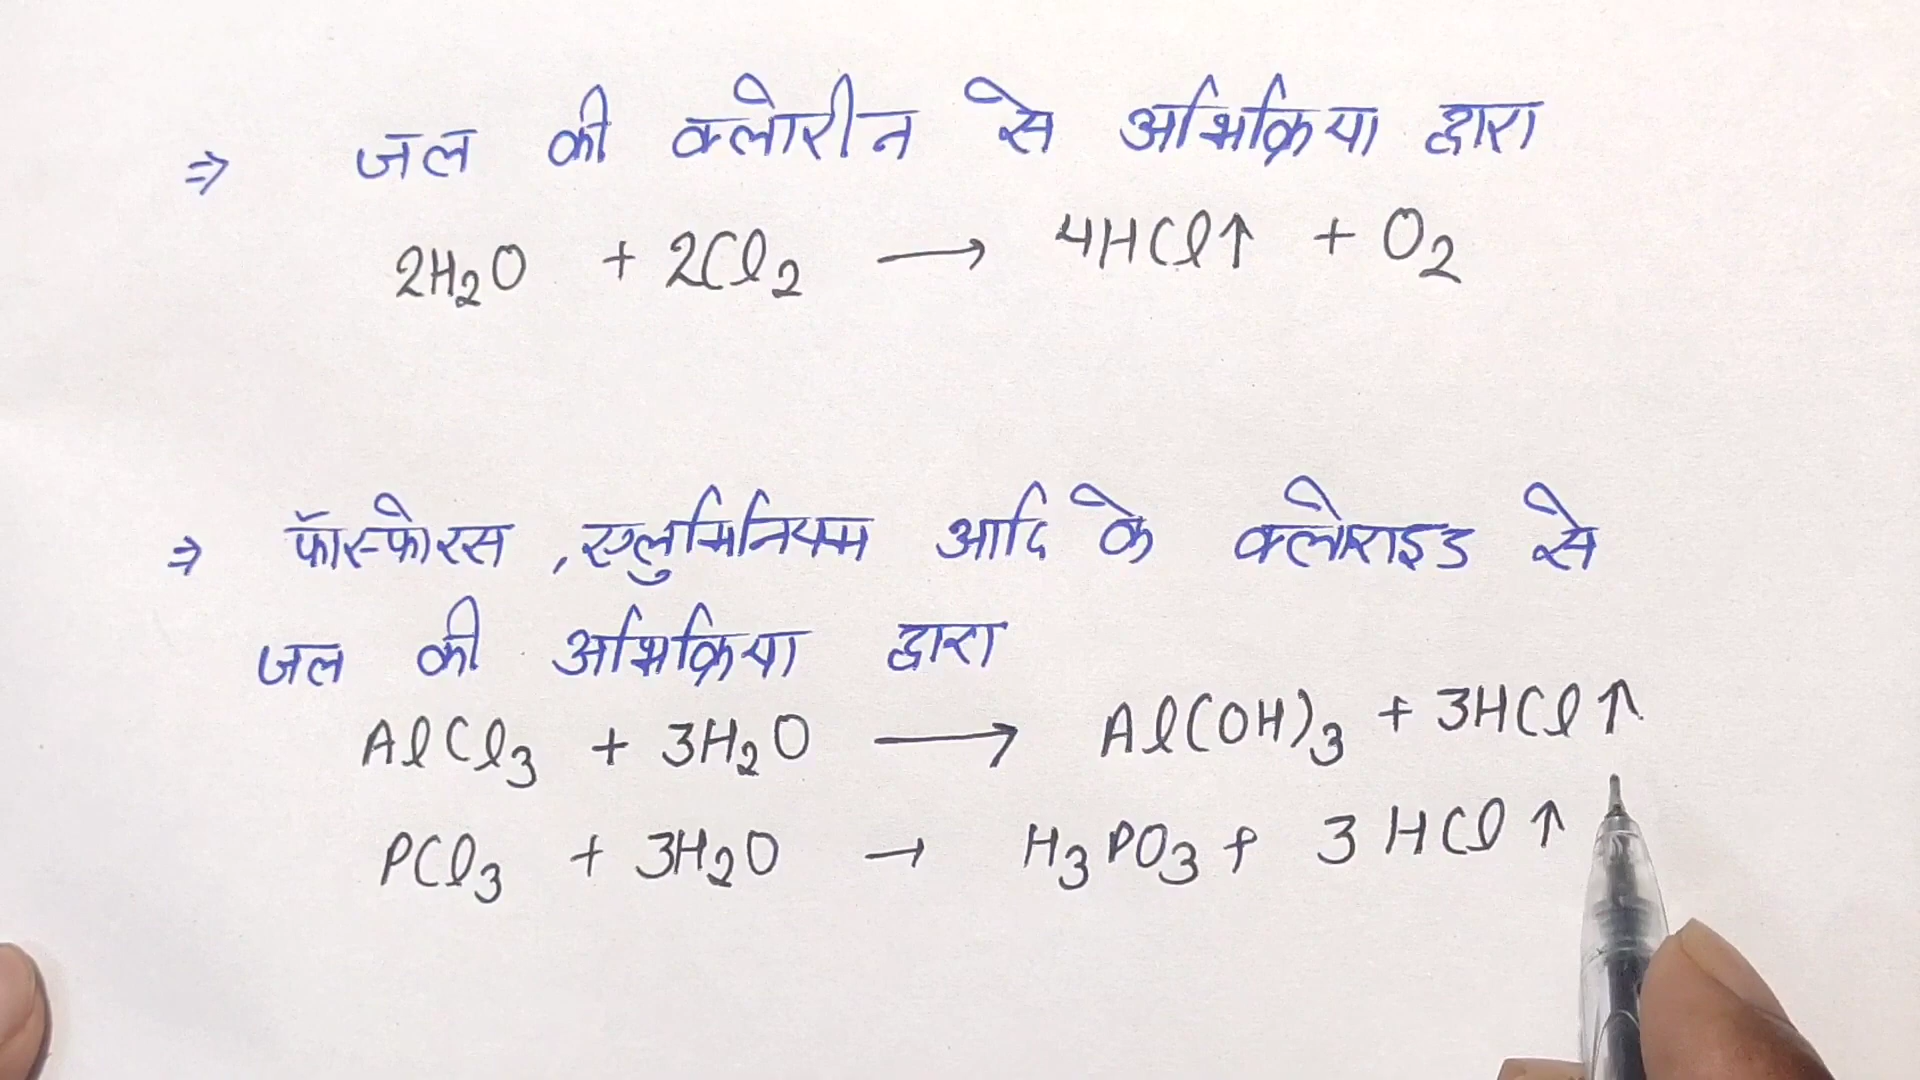 ⇒ जल की क्लोरीन से अभिक्रिया द्वारा
2H₂O + 2Cl₂ → 4HCl↑ + O₂
⇒ फॉस्फोरस, एलुमिनियम आदि के क्लोराइड से
जल की अभिक्रिया द्वारा
AlCl₃ + 3H₂O → Al(OH)₃ + 3HCl↑
PCl₃ + 3H₂O → H₃PO₃ + 3HCl↑